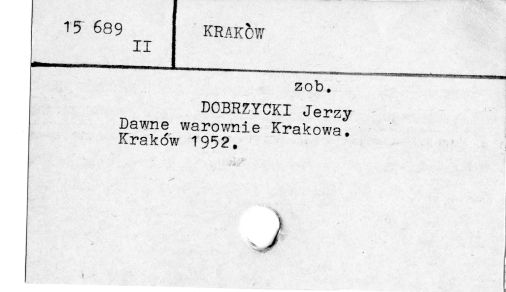 15 689
II
KRAKÒW
zob.
DOBRZYCKI Jerzy
Dawne warownie Krakowa.
Kraków 1952.